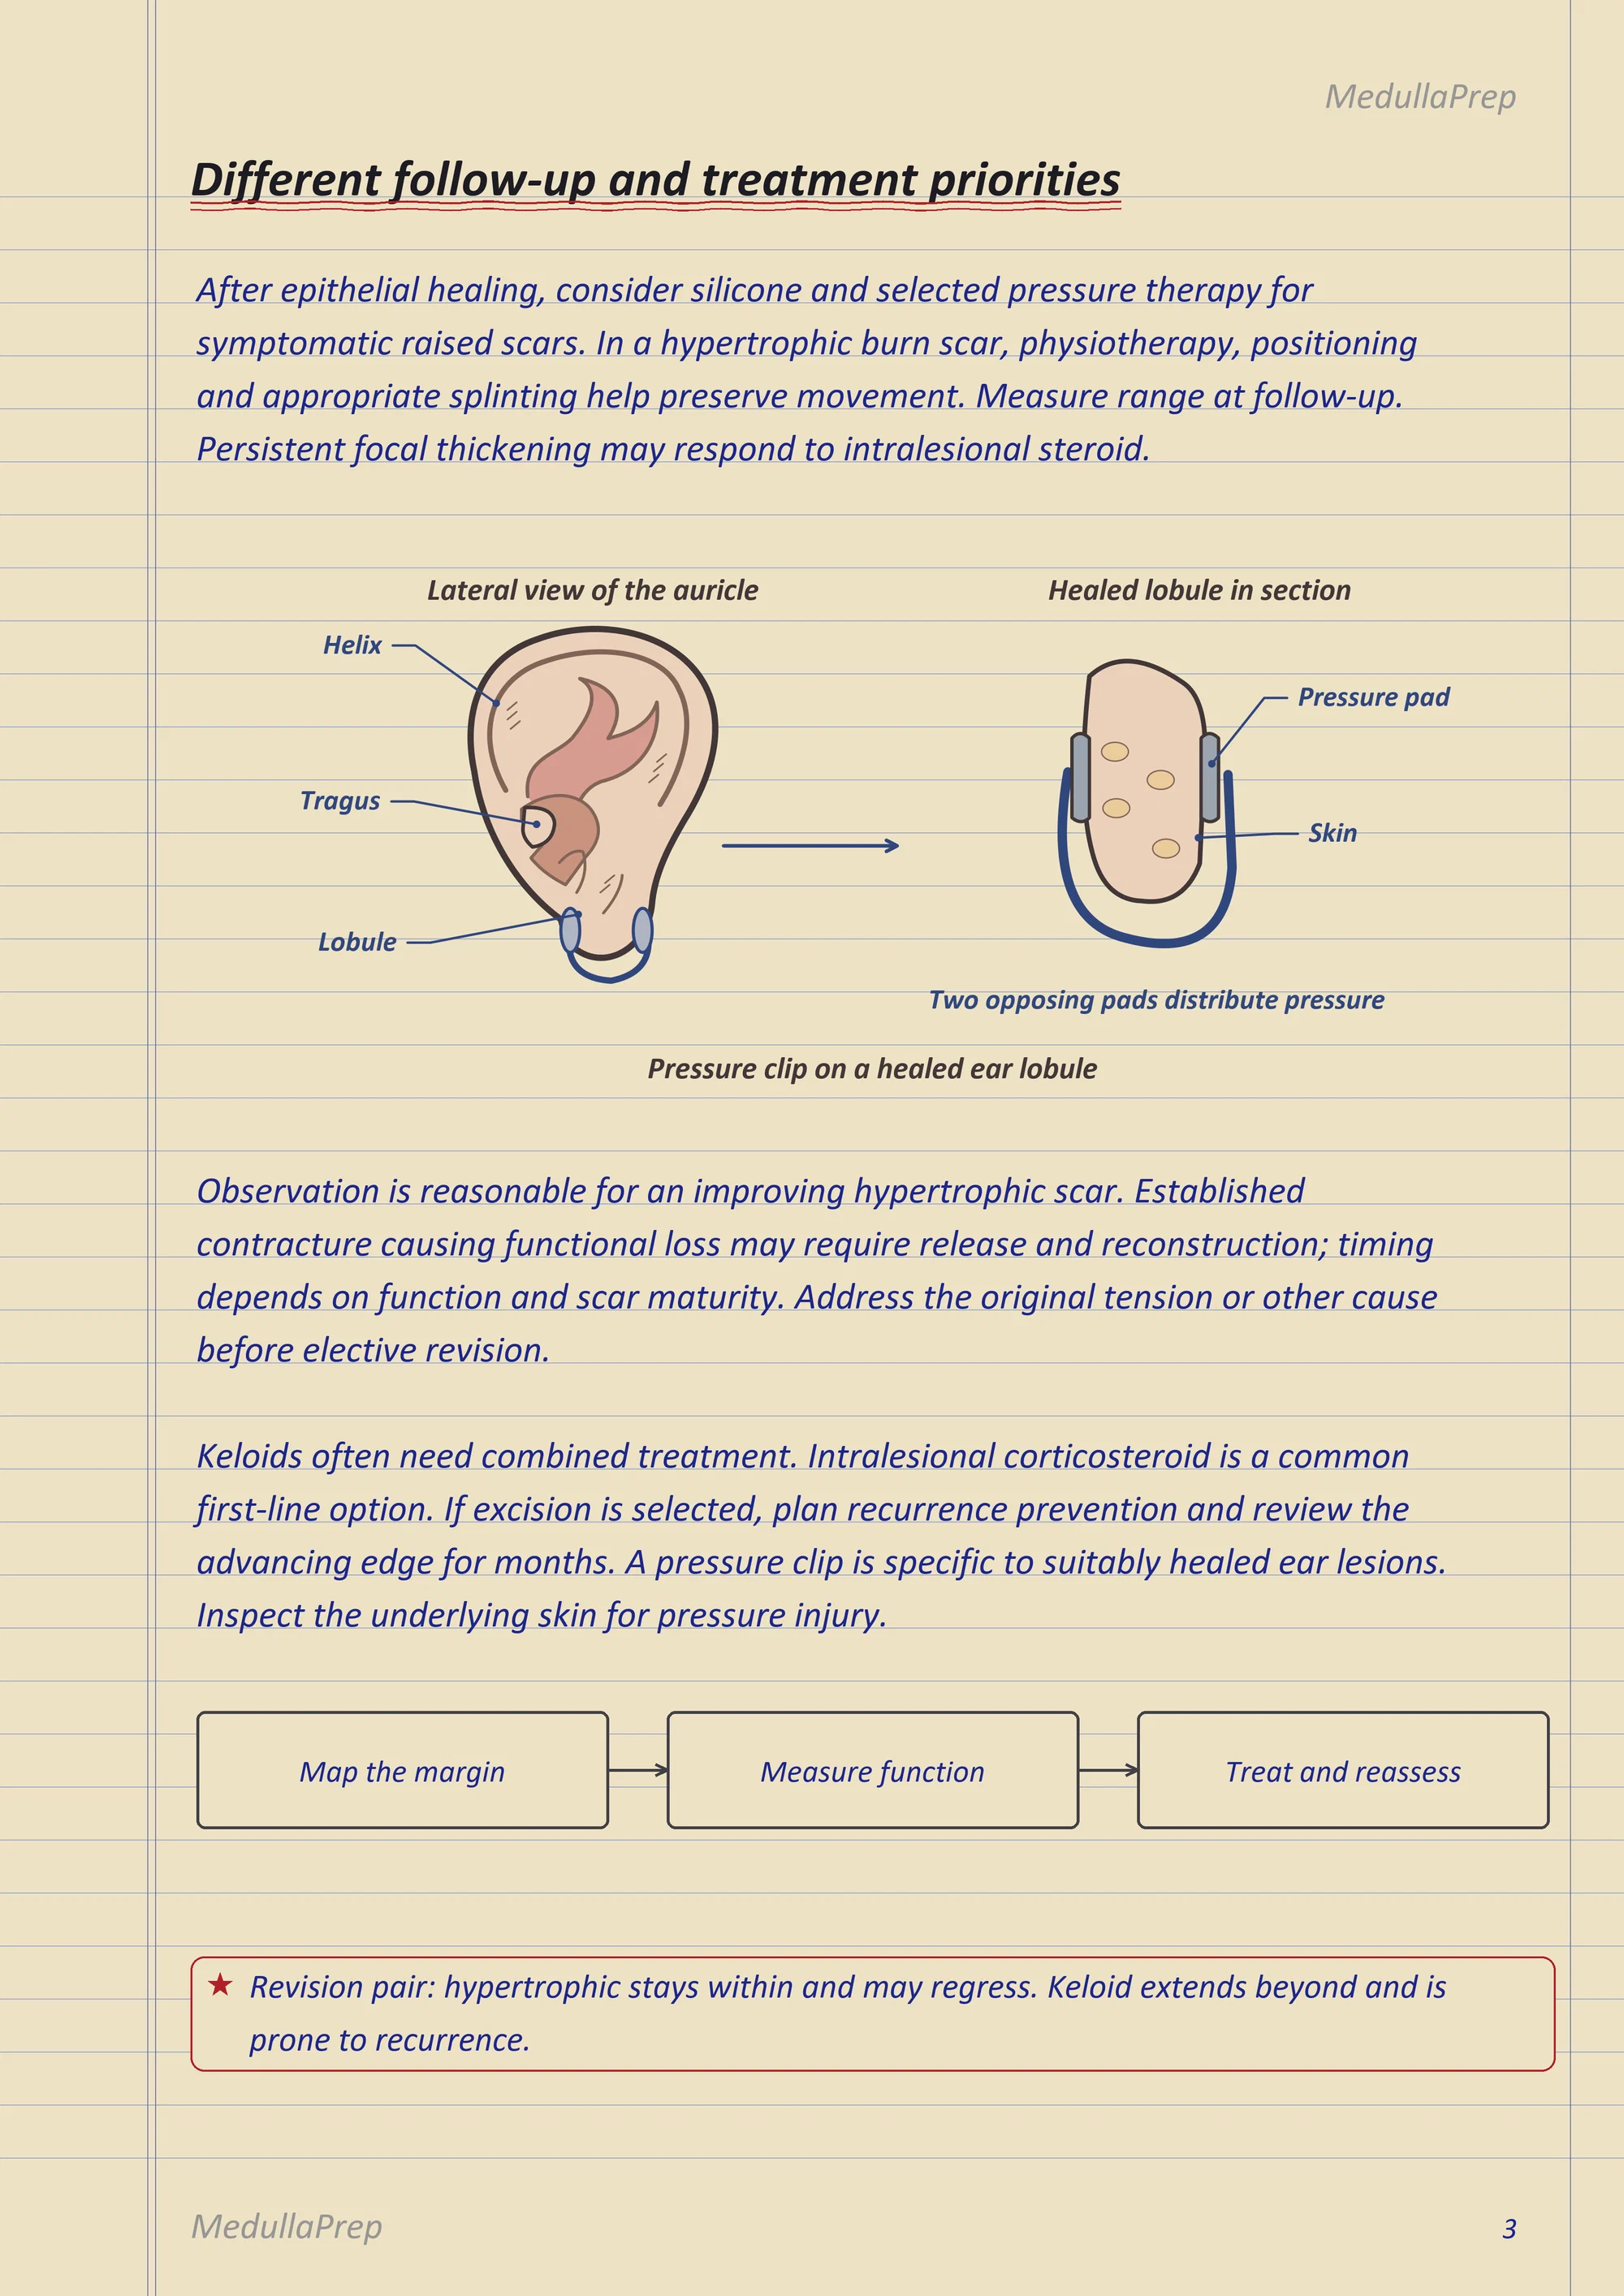 MedullaPrep
Different follow-up and treatment priorities
After epithelial healing, consider silicone and selected pressure therapy for
symptomatic raised scars. In a hypertrophic burn scar, physiotherapy, positioning
and appropriate splinting help preserve movement. Measure range at follow-up.
Persistent focal thickening may respond to intralesional steroid.
Lateral view of the auricle
Healed lobule in section
Helix
Pressure pad
Tragus
Skin
Lobule
Two opposing pads distribute pressure
Pressure clip on a healed ear lobule
Observation is reasonable for an improving hypertrophic scar. Established
contracture causing functional loss may require release and reconstruction; timing
depends on function and scar maturity. Address the original tension or other cause
before elective revision.
Keloids often need combined treatment. Intralesional corticosteroid is a common
first-line option. If excision is selected, plan recurrence prevention and review the
advancing edge for months. A pressure clip is specific to suitably healed ear lesions.
Inspect the underlying skin for pressure injury.
Map the margin
Measure function
Treat and reassess
★ Revision pair: hypertrophic stays within and may regress. Keloid extends beyond and is
prone to recurrence.
MedullaPrep
3